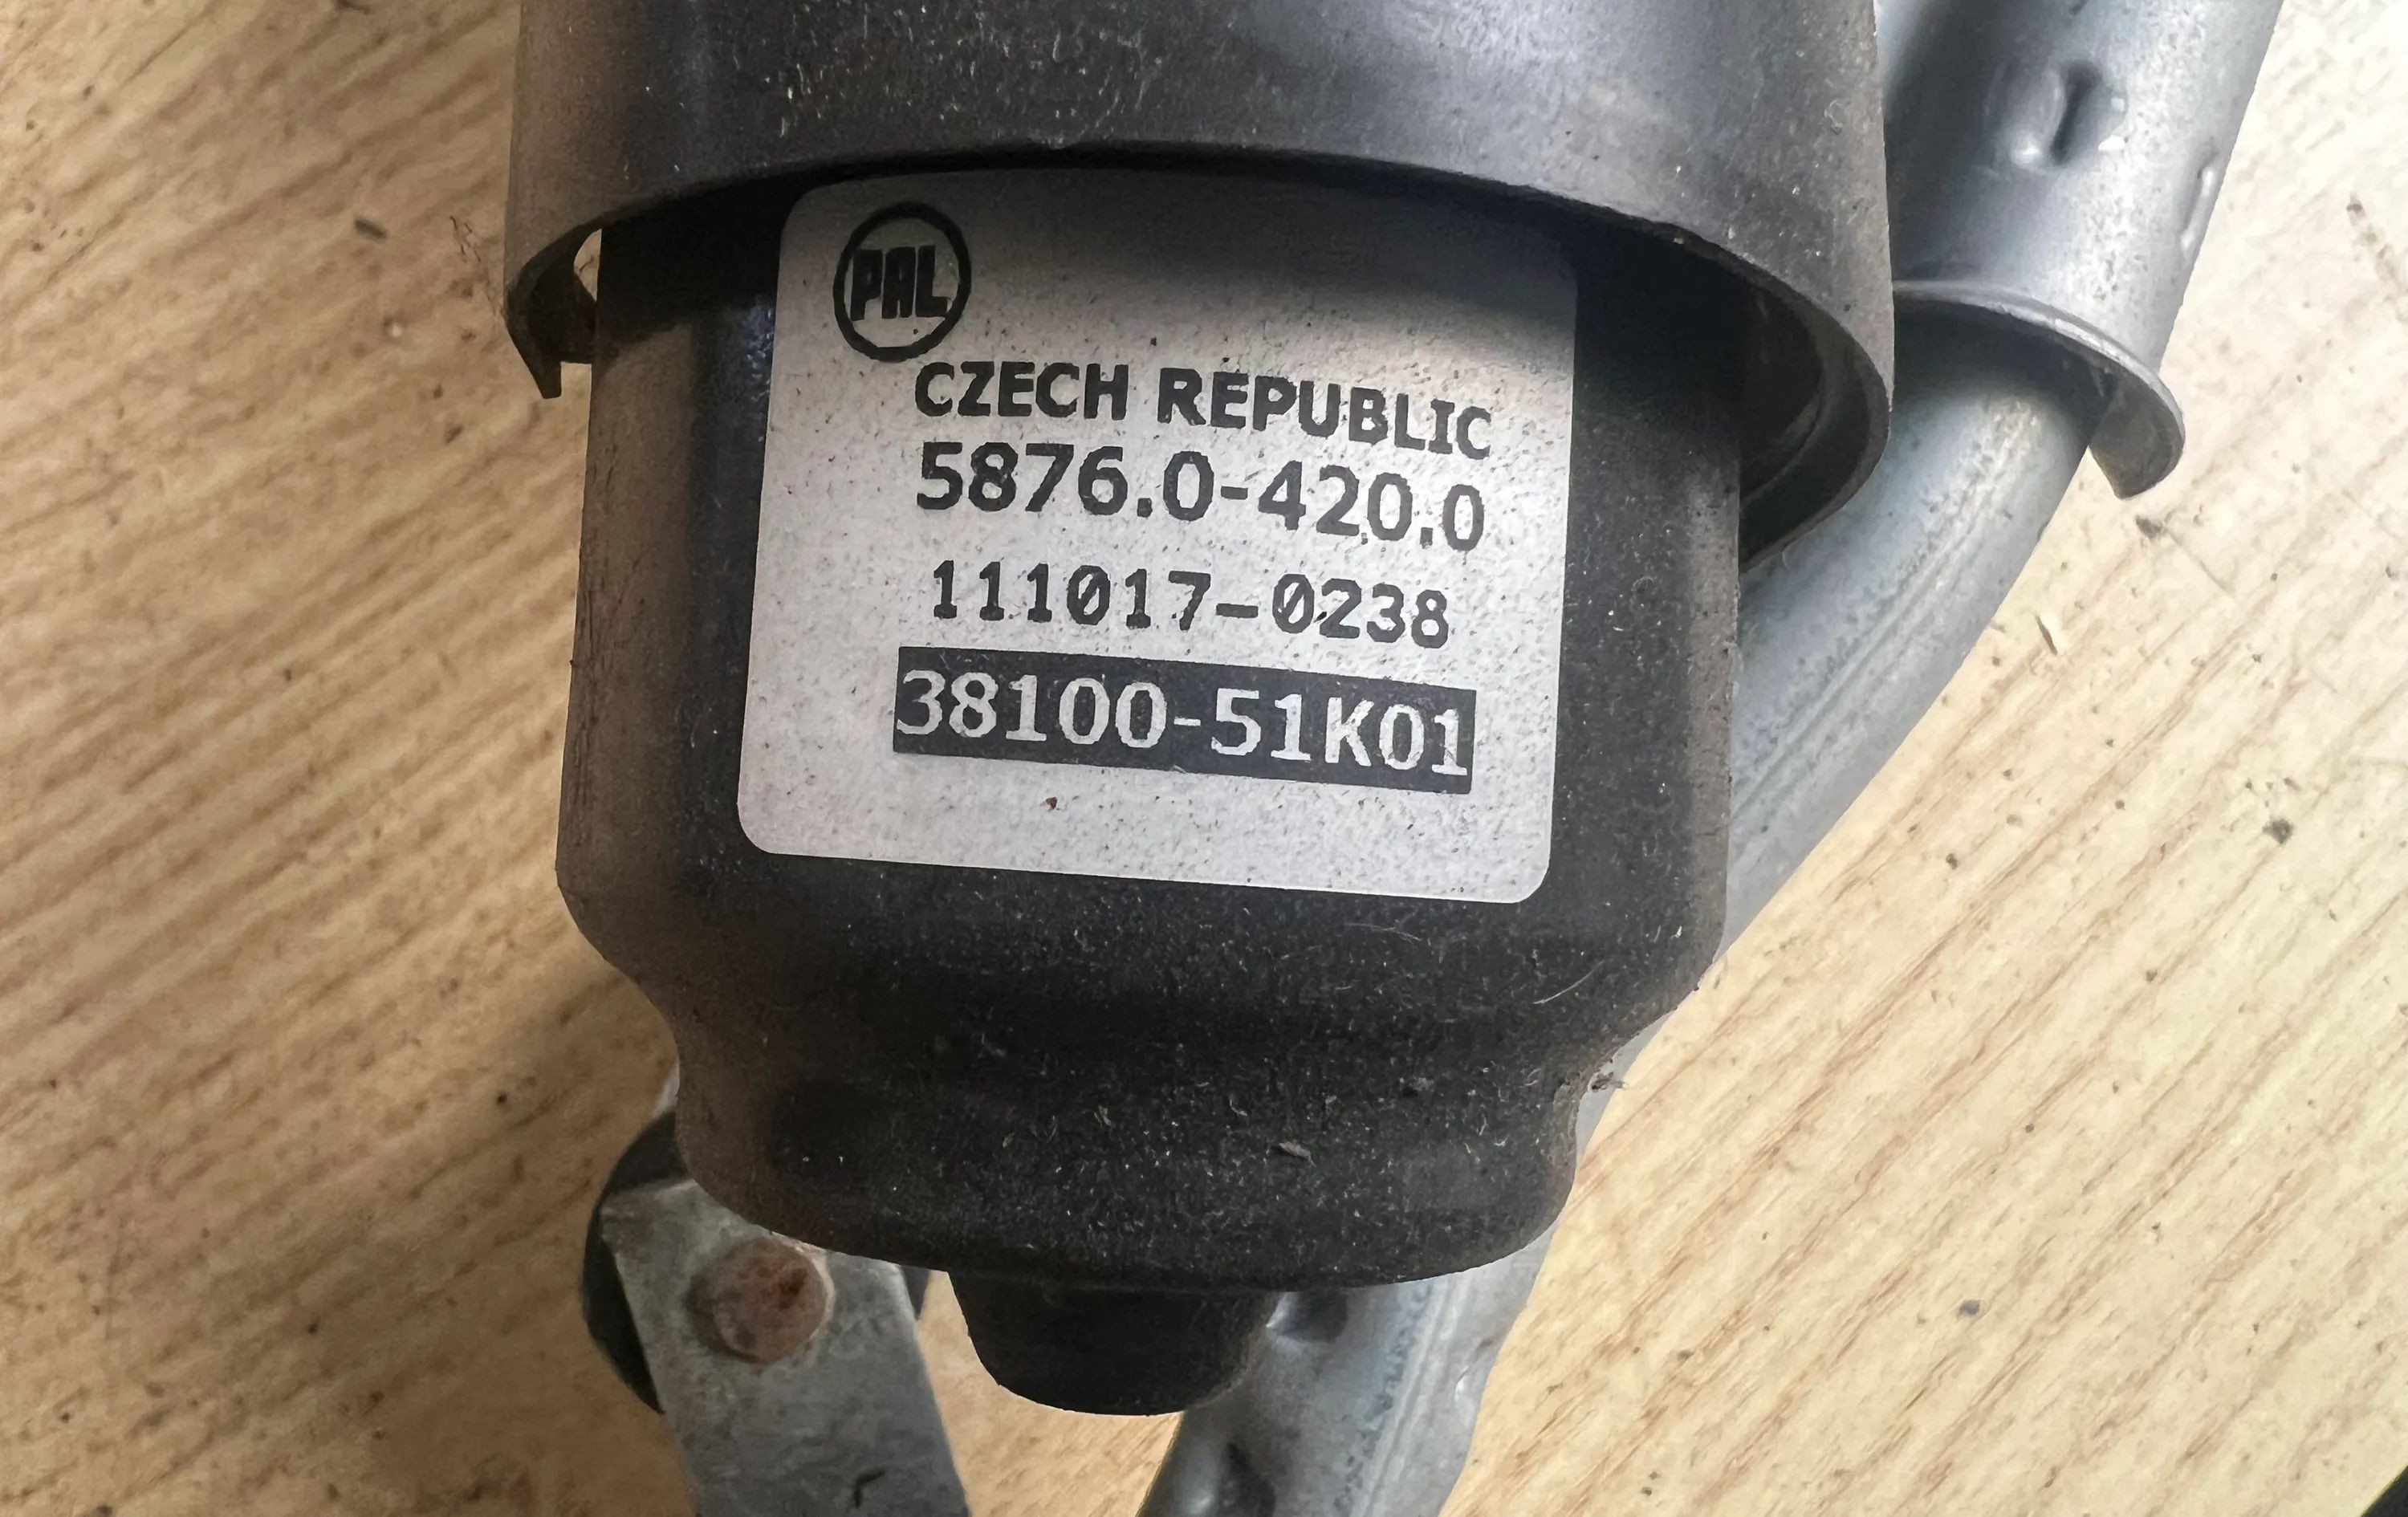 PAL
CZECH REPUBLIC
5876.0-420.0
111017-0238
38100-51K01